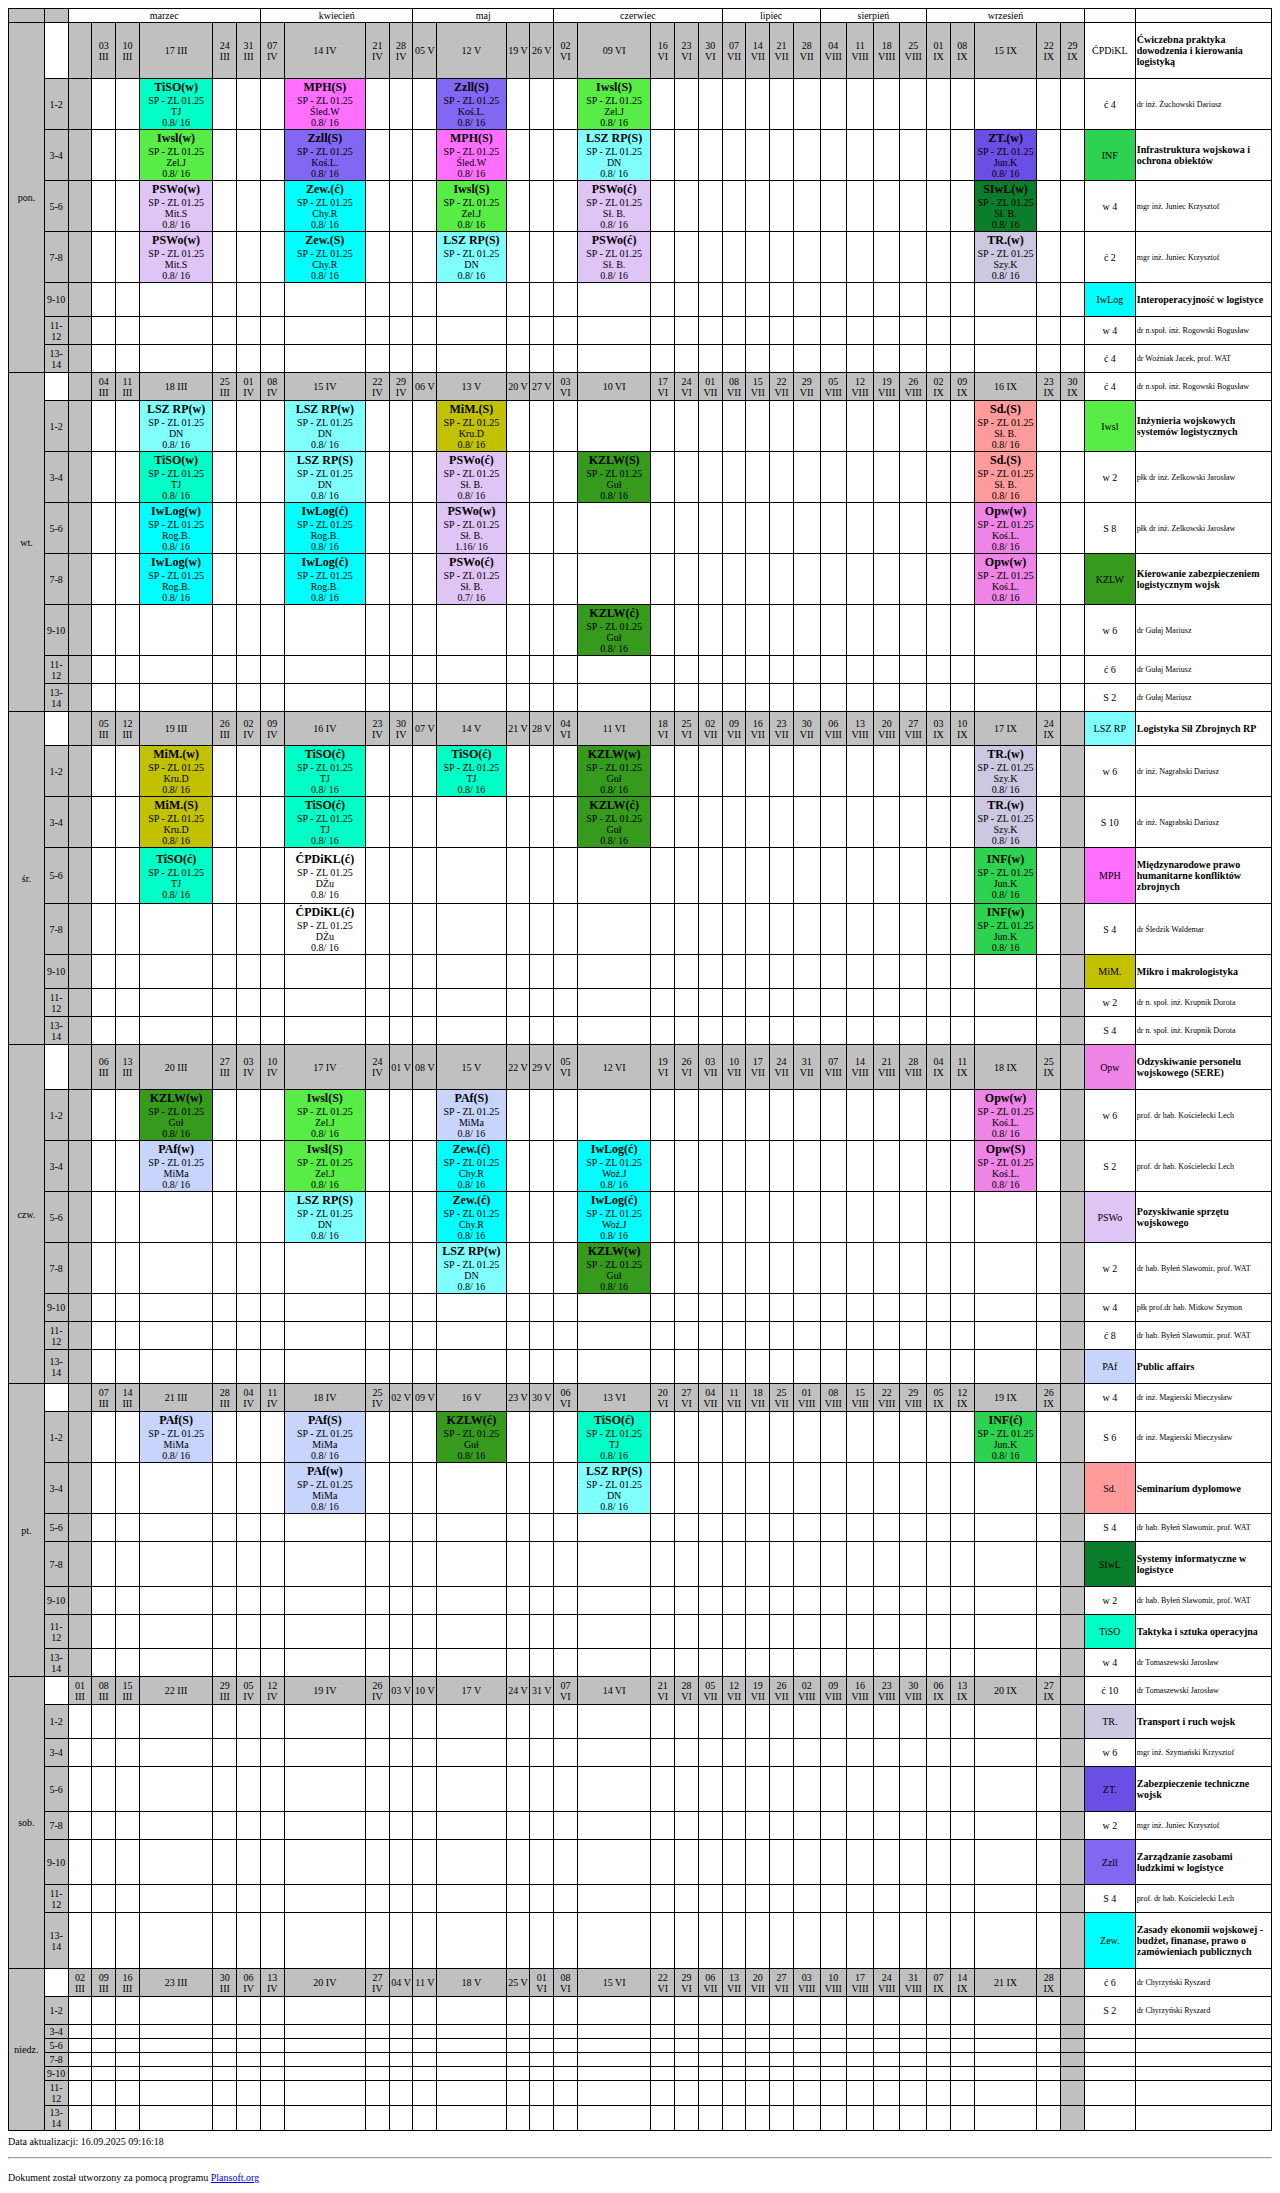 marzec kwiecień maj czerwiec lipiec sierpień wrzesień
pon. 03 III 10 III 17 III 24 III 31 III 07 IV 14 IV 21 IV 28 IV 05 V 12 V 19 V 26 V 02 VI 09 VI 16 VI 23 VI 30 VI 07 VII 14 VII 21 VII 28 VII 04 VIII 11 VIII 18 VIII 25 VIII 01 IX 08 IX 15 IX 22 IX 29 IX ĆPDiKL Ćwiczebna praktyka dowodzenia i kierowania logistyką
1-2 TiSO(w) SP - ZL 01.25 TJ 0.8/ 16 MPH(S) SP - ZL 01.25 Śled.W 0.8/ 16 Zzll(S) SP - ZL 01.25 Koś.L. 0.8/ 16 Iwsl(S) SP - ZL 01.25 Zel.J 0.8/ 16 ć 4 dr inż. Żuchowski Dariusz
3-4 Iwsl(w) SP - ZL 01.25 Zel.J 0.8/ 16 Zzll(S) SP - ZL 01.25 Koś.L. 0.8/ 16 MPH(S) SP - ZL 01.25 Śled.W 0.8/ 16 LSZ RP(S) SP - ZL 01.25 DN 0.8/ 16 ZT.(w) SP - ZL 01.25 Jun.K 0.8/ 16 INF Infrastruktura wojskowa i ochrona obiektów
5-6 PSWo(w) SP - ZL 01.25 Mit.S 0.8/ 16 Zew.(ć) SP - ZL 01.25 Chy.R 0.8/ 16 Iwsl(S) SP - ZL 01.25 Zel.J 0.8/ 16 PSWo(ć) SP - ZL 01.25 Sł. B. 0.8/ 16 SIwL(w) SP - ZL 01.25 Sł. B. 0.8/ 16 w 4 mgr inż. Juniec Krzysztof
7-8 PSWo(w) SP - ZL 01.25 Mit.S 0.8/ 16 Zew.(S) SP - ZL 01.25 Chy.R 0.8/ 16 LSZ RP(S) SP - ZL 01.25 DN 0.8/ 16 PSWo(ć) SP - ZL 01.25 Sł. B. 0.8/ 16 TR.(w) SP - ZL 01.25 Szy.K 0.8/ 16 ć 2 mgr inż. Juniec Krzysztof
9-10 IwLog Interoperacyjność w logistyce
11-12 w 4 dr n.społ. inż. Rogowski Bogusław
13-14 ć 4 dr Woźniak Jacek, prof. WAT
wt. 04 III 11 III 18 III 25 III 01 IV 08 IV 15 IV 22 IV 29 IV 06 V 13 V 20 V 27 V 03 VI 10 VI 17 VI 24 VI 01 VII 08 VII 15 VII 22 VII 29 VII 05 VIII 12 VIII 19 VIII 26 VIII 02 IX 09 IX 16 IX 23 IX 30 IX ć 4 dr n.społ. inż. Rogowski Bogusław
1-2 LSZ RP(w) SP - ZL 01.25 DN 0.8/ 16 LSZ RP(w) SP - ZL 01.25 DN 0.8/ 16 MiM.(S) SP - ZL 01.25 Kru.D 0.8/ 16 Sd.(S) SP - ZL 01.25 Sł. B. 0.8/ 16 Iwsl Inżynieria wojskowych systemów logistycznych
3-4 TiSO(w) SP - ZL 01.25 TJ 0.8/ 16 LSZ RP(S) SP - ZL 01.25 DN 0.8/ 16 PSWo(ć) SP - ZL 01.25 Sł. B. 0.8/ 16 KZLW(S) SP - ZL 01.25 Guł 0.8/ 16 Sd.(S) SP - ZL 01.25 Sł. B. 0.8/ 16 w 2 płk dr inż. Zelkowski Jarosław
5-6 IwLog(w) SP - ZL 01.25 Rog.B. 0.8/ 16 IwLog(ć) SP - ZL 01.25 Rog.B. 0.8/ 16 PSWo(w) SP - ZL 01.25 Sł. B. 1.16/ 16 Opw(w) SP - ZL 01.25 Koś.L. 0.8/ 16 S 8 płk dr inż. Zelkowski Jarosław
7-8 IwLog(w) SP - ZL 01.25 Rog.B. 0.8/ 16 IwLog(ć) SP - ZL 01.25 Rog.B. 0.8/ 16 PSWo(ć) SP - ZL 01.25 Sł. B. 0.7/ 16 Opw(w) SP - ZL 01.25 Koś.L. 0.8/ 16 KZLW Kierowanie zabezpieczeniem logistycznym wojsk
9-10 KZLW(ć) SP - ZL 01.25 Guł 0.8/ 16 w 6 dr Gułaj Mariusz
11-12 ć 6 dr Gułaj Mariusz
13-14 S 2 dr Gułaj Mariusz
śr. 05 III 12 III 19 III 26 III 02 IV 09 IV 16 IV 23 IV 30 IV 07 V 14 V 21 V 28 V 04 VI 11 VI 18 VI 25 VI 02 VII 09 VII 16 VII 23 VII 30 VII 06 VIII 13 VIII 20 VIII 27 VIII 03 IX 10 IX 17 IX 24 IX LSZ RP Logistyka Sił Zbrojnych RP
1-2 MiM.(w) SP - ZL 01.25 Kru.D 0.8/ 16 TiSO(ć) SP - ZL 01.25 TJ 0.8/ 16 TiSO(ć) SP - ZL 01.25 TJ 0.8/ 16 KZLW(w) SP - ZL 01.25 Guł 0.8/ 16 TR.(w) SP - ZL 01.25 Szy.K 0.8/ 16 w 6 dr inż. Nagrabski Dariusz
3-4 MiM.(S) SP - ZL 01.25 Kru.D 0.8/ 16 TiSO(ć) SP - ZL 01.25 TJ 0.8/ 16 KZLW(ć) SP - ZL 01.25 Guł 0.8/ 16 TR.(w) SP - ZL 01.25 Szy.K 0.8/ 16 S 10 dr inż. Nagrabski Dariusz
5-6 TiSO(ć) SP - ZL 01.25 TJ 0.8/ 16 ĆPDiKL(ć) SP - ZL 01.25 DŻu 0.8/ 16 INF(w) SP - ZL 01.25 Jun.K 0.8/ 16 MPH Międzynarodowe prawo humanitarne konfliktów zbrojnych
7-8 ĆPDiKL(ć) SP - ZL 01.25 DŻu 0.8/ 16 INF(w) SP - ZL 01.25 Jun.K 0.8/ 16 S 4 dr Śledzik Waldemar
9-10 MiM. Mikro i makrologistyka
11-12 w 2 dr n. społ. inż. Krupnik Dorota
13-14 S 4 dr n. społ. inż. Krupnik Dorota
czw. 06 III 13 III 20 III 27 III 03 IV 10 IV 17 IV 24 IV 01 V 08 V 15 V 22 V 29 V 05 VI 12 VI 19 VI 26 VI 03 VII 10 VII 17 VII 24 VII 31 VII 07 VIII 14 VIII 21 VIII 28 VIII 04 IX 11 IX 18 IX 25 IX Opw Odzyskiwanie personelu wojskowego (SERE)
1-2 KZLW(w) SP - ZL 01.25 Guł 0.8/ 16 Iwsl(S) SP - ZL 01.25 Zel.J 0.8/ 16 PAf(S) SP - ZL 01.25 MiMa 0.8/ 16 Opw(w) SP - ZL 01.25 Koś.L. 0.8/ 16 w 6 prof. dr hab. Kościelecki Lech
3-4 PAf(w) SP - ZL 01.25 MiMa 0.8/ 16 Iwsl(S) SP - ZL 01.25 Zel.J 0.8/ 16 Zew.(ć) SP - ZL 01.25 Chy.R 0.8/ 16 IwLog(ć) SP - ZL 01.25 Woź.J 0.8/ 16 Opw(S) SP - ZL 01.25 Koś.L. 0.8/ 16 S 2 prof. dr hab. Kościelecki Lech
5-6 LSZ RP(S) SP - ZL 01.25 DN 0.8/ 16 Zew.(ć) SP - ZL 01.25 Chy.R 0.8/ 16 IwLog(ć) SP - ZL 01.25 Woź.J 0.8/ 16 PSWo Pozyskiwanie sprzętu wojskowego
7-8 LSZ RP(w) SP - ZL 01.25 DN 0.8/ 16 KZLW(w) SP - ZL 01.25 Guł 0.8/ 16 w 2 dr hab. Byłeń Sławomir, prof. WAT
9-10 w 4 płk prof.dr hab. Mitkow Szymon
11-12 ć 8 dr hab. Byłeń Sławomir, prof. WAT
13-14 PAf Public affairs
pt. 07 III 14 III 21 III 28 III 04 IV 11 IV 18 IV 25 IV 02 V 09 V 16 V 23 V 30 V 06 VI 13 VI 20 VI 27 VI 04 VII 11 VII 18 VII 25 VII 01 VIII 08 VIII 15 VIII 22 VIII 29 VIII 05 IX 12 IX 19 IX 26 IX w 4 dr inż. Magierski Mieczysław
1-2 PAf(S) SP - ZL 01.25 MiMa 0.8/ 16 PAf(S) SP - ZL 01.25 MiMa 0.8/ 16 KZLW(ć) SP - ZL 01.25 Guł 0.8/ 16 TiSO(ć) SP - ZL 01.25 TJ 0.8/ 16 INF(ć) SP - ZL 01.25 Jun.K 0.8/ 16 S 6 dr inż. Magierski Mieczysław
3-4 PAf(w) SP - ZL 01.25 MiMa 0.8/ 16 LSZ RP(S) SP - ZL 01.25 DN 0.8/ 16 Sd. Seminarium dyplomowe
5-6 S 4 dr hab. Byłeń Sławomir, prof. WAT
7-8 SIwL Systemy informatyczne w logistyce
9-10 w 2 dr hab. Byłeń Sławomir, prof. WAT
11-12 TiSO Taktyka i sztuka operacyjna
13-14 w 4 dr Tomaszewski Jarosław
sob. 01 III 08 III 15 III 22 III 29 III 05 IV 12 IV 19 IV 26 IV 03 V 10 V 17 V 24 V 31 V 07 VI 14 VI 21 VI 28 VI 05 VII 12 VII 19 VII 26 VII 02 VIII 09 VIII 16 VIII 23 VIII 30 VIII 06 IX 13 IX 20 IX 27 IX ć 10 dr Tomaszewski Jarosław
1-2 TR. Transport i ruch wojsk
3-4 w 6 mgr inż. Szymański Krzysztof
5-6 ZT. Zabezpieczenie techniczne wojsk
7-8 w 2 mgr inż. Juniec Krzysztof
9-10 Zzll Zarządzanie zasobami ludzkimi w logistyce
11-12 S 4 prof. dr hab. Kościelecki Lech
13-14 Zew. Zasady ekonomii wojskowej - budżet, finanase, prawo o zamówieniach publicznych
niedz. 02 III 09 III 16 III 23 III 30 III 06 IV 13 IV 20 IV 27 IV 04 V 11 V 18 V 25 V 01 VI 08 VI 15 VI 22 VI 29 VI 06 VII 13 VII 20 VII 27 VII 03 VIII 10 VIII 17 VIII 24 VIII 31 VIII 07 IX 14 IX 21 IX 28 IX ć 6 dr Chyrzyński Ryszard
1-2 S 2 dr Chyrzyński Ryszard
3-4
5-6
7-8
9-10
11-12
13-14
Data aktualizacji: 16.09.2025 09:16:18
Dokument został utworzony za pomocą programu Plansoft.org